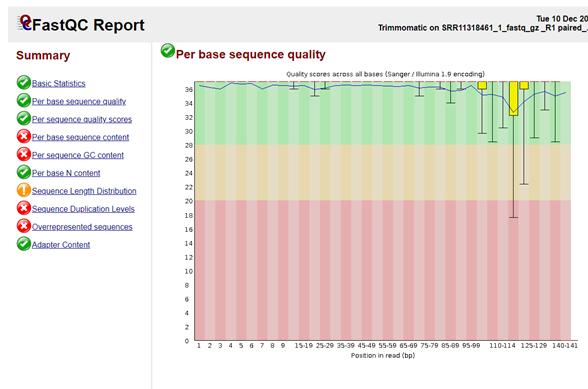 FastQC Report
Tue 10 Dec 20
Trimmomatic on SRR11318461_1_fastq_gz _R1 paired_
Summary
Basic Statistics
Per base sequence quality
Per sequence quality scores
Per base sequence content
Per sequence GC content
Per base N content
Sequence Length Distribution
Sequence Duplication Levels
Overrepresented sequences
Adapter Content
Per base sequence quality
Quality scores across all bases (Sanger / Illumina 1.9 encoding)
36
34
32
30
28
26
24
22
20
18
16
14
12
10
8
6
4
2
0
1 2 3 4 5 6 7 8 9 15-19 25-29 35-39 45-49 55-59 65-69 75-79 85-89 95-99 110-114 125-129 140-141
Position in read (bp)